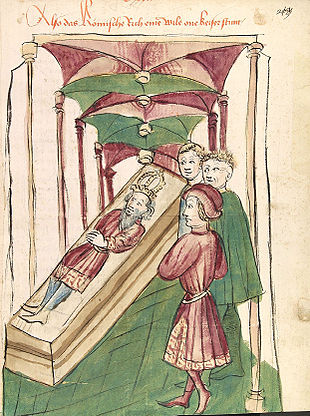 Also das Römische Rich eine Wile one keiser stunt